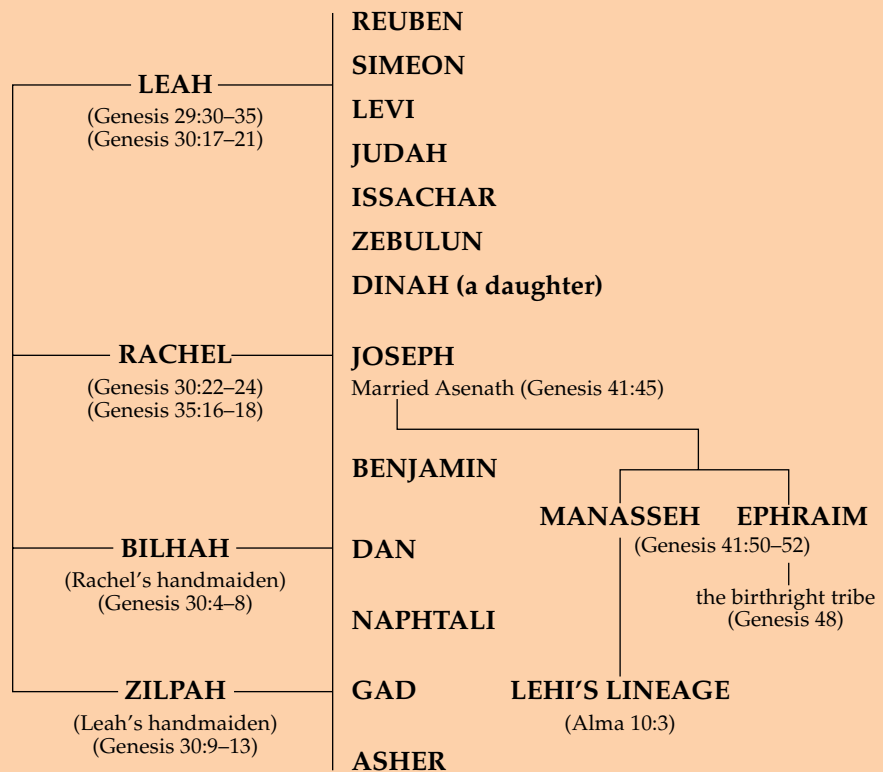 REUBEN
SIMEON
LEAH
(Genesis 29:30–35)
(Genesis 30:17–21)
LEVI
JUDAH
ISSACHAR
ZEBULUN
DINAH (a daughter)
RACHEL
(Genesis 30:22–24)
(Genesis 35:16–18)
JOSEPH
Married Asenath (Genesis 41:45)
BENJAMIN
MANASSEH EPHRAIM
(Genesis 41:50–52)
the birthright tribe
(Genesis 48)
BILHAH
(Rachel's handmaiden)
(Genesis 30:4–8)
DAN
NAPHTALI
ZILPAH
(Leah's handmaiden)
(Genesis 30:9–13)
GAD
LEHI'S LINEAGE
(Alma 10:3)
ASHER